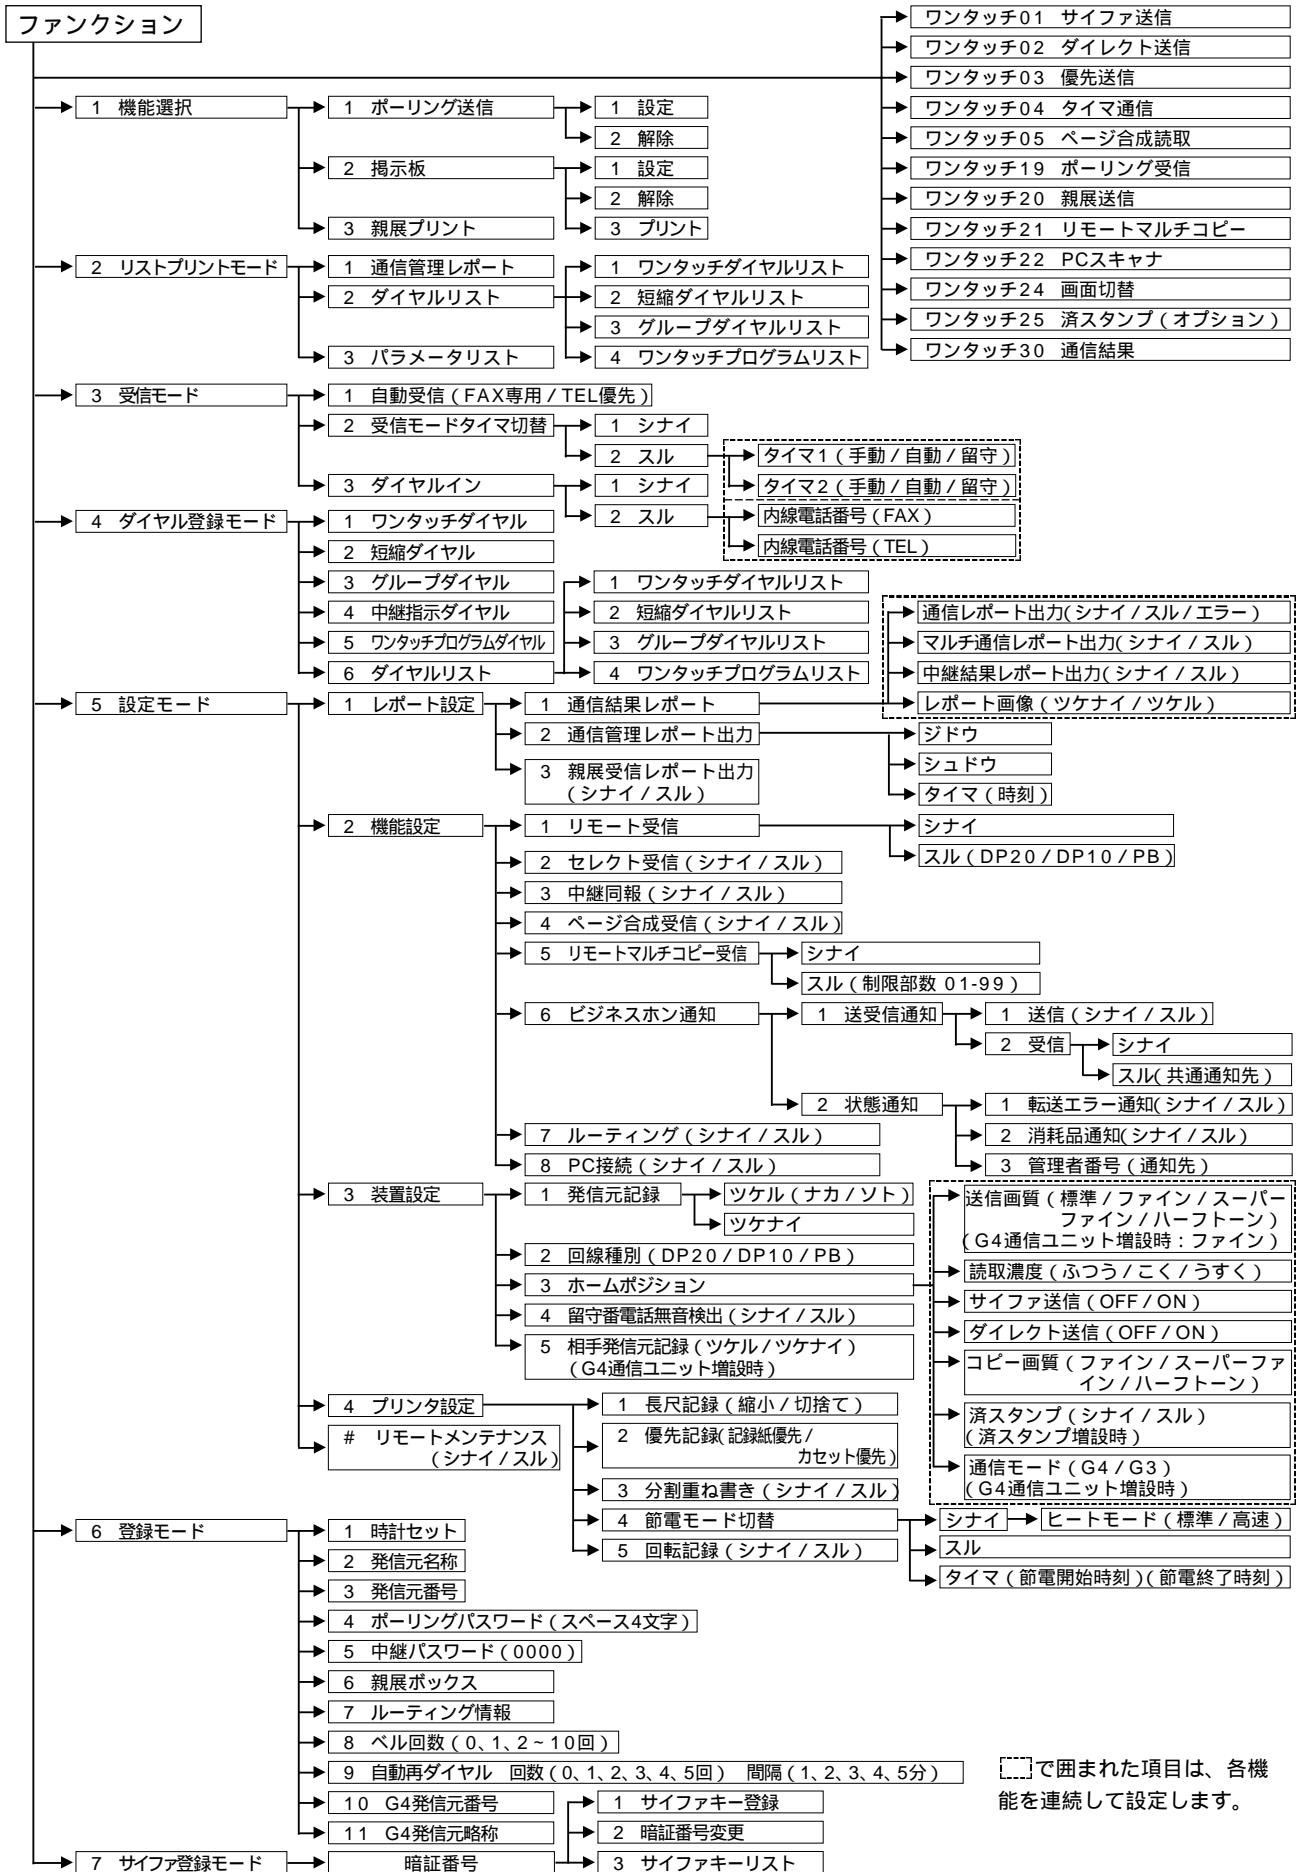 ファンクション
ワンタッチ01 サイファ送信
ワンタッチ02 ダイレクト送信
ワンタッチ03 優先送信
ワンタッチ04 タイマ通信
ワンタッチ05 ページ合成読取
ワンタッチ19 ポーリング受信
ワンタッチ20 親展送信
ワンタッチ21 リモートマルチコピー
ワンタッチ22 PCスキャナ
ワンタッチ24 画面切替
ワンタッチ25 済スタンプ(オプション)
ワンタッチ30 通信結果
1 機能選択
1 ポーリング送信
1 設定
2 解除
2 掲示板
1 設定
2 解除
3 プリント
3 親展プリント
2 リストプリントモード
1 通信管理レポート
2 ダイヤルリスト
1 ワンタッチダイヤルリスト
2 短縮ダイヤルリスト
3 グループダイヤルリスト
4 ワンタッチプログラムリスト
3 パラメータリスト
3 受信モード
1 自動受信(FAX専用/TEL優先)
2 受信モードタイマ切替
1 シナイ
2 スル
タイマ1(手動/自動/留守)
タイマ2(手動/自動/留守)
3 ダイヤルイン
1 シナイ
2 スル
内線電話番号(FAX)
内線電話番号(TEL)
4 ダイヤル登録モード
1 ワンタッチダイヤル
2 短縮ダイヤル
3 グループダイヤル
4 中継指示ダイヤル
5 ワンタッチプログラムダイヤル
6 ダイヤルリスト
1 ワンタッチダイヤルリスト
2 短縮ダイヤルリスト
3 グループダイヤルリスト
4 ワンタッチプログラムリスト
5 設定モード
1 レポート設定
1 通信結果レポート
通信レポート出力(シナイ/スル/エラー)
マルチ通信レポート出力(シナイ/スル)
中継結果レポート出力(シナイ/スル)
レポート画像(ツケナイ/ツケル)
2 通信管理レポート出力
ジドウ
シュドウ
タイマ(時刻)
3 親展受信レポート出力
(シナイ/スル)
2 機能設定
1 リモート受信
シナイ
スル(DP20/DP10/PB)
2 セレクト受信(シナイ/スル)
3 中継同報(シナイ/スル)
4 ページ合成受信(シナイ/スル)
5 リモートマルチコピー受信
シナイ
スル(制限部数 01-99)
6 ビジネスホン通知
1 送受信通知
1 送信(シナイ/スル)
2 受信
シナイ
スル(共通通知先)
2 状態通知
1 転送エラー通知(シナイ/スル)
2 消耗品通知(シナイ/スル)
3 管理者番号(通知先)
7 ルーティング(シナイ/スル)
8 PC接続(シナイ/スル)
3 装置設定
1 発信元記録
ツケル(ナカ/ソト)
ツケナイ
2 回線種別(DP20/DP10/PB)
3 ホームポジション
送信画質(標準/ファイン/スーパー
ファイン/ハーフトーン)
(G4通信ユニット増設時:ファイン)
読取濃度(ふつう/こく/うすく)
サイファ送信(OFF/ON)
ダイレクト送信(OFF/ON)
コピー画質(ファイン/スーパーファ
イン/ハーフトーン)
済スタンプ(シナイ/スル)
(済スタンプ増設時)
通信モード(G4/G3)
(G4通信ユニット増設時)
4 留守番電話無音検出(シナイ/スル)
5 相手発信元記録(ツケル/ツケナイ)
(G4通信ユニット増設時)
4 プリンタ設定
1 長尺記録(縮小/切捨て)
2 優先記録(記録紙優先/
カセット優先)
3 分割重ね書き(シナイ/スル)
4 節電モード切替
シナイ
ヒートモード(標準/高速)
スル
タイマ(節電開始時刻)(節電終了時刻)
5 回転記録(シナイ/スル)
# リモートメンテナンス
(シナイ/スル)
6 登録モード
1 時計セット
2 発信元名称
3 発信元番号
4 ポーリングパスワード(スペース4文字)
5 中継パスワード(0000)
6 親展ボックス
7 ルーティング情報
8 ベル回数(0、1、2~10回)
9 自動再ダイヤル 回数(0、1、2、3、4、5回) 間隔(1、2、3、4、5分)
10 G4発信元番号
11 G4発信元略称
7 サイファ登録モード
暗証番号
1 サイファキー登録
2 暗証番号変更
3 サイファキーリスト
で囲まれた項目は、各機
能を連続して設定します。